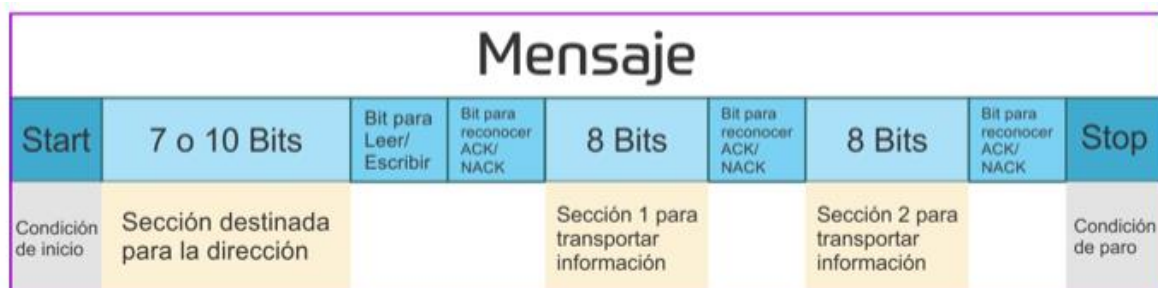 Mensaje
Start
7 o 10 Bits
Bit para
Leer/
Escribir
Bit para
reconocer
ACK/
NACK
8 Bits
Bit para
reconocer
ACK/
NACK
8 Bits
Bit para
reconocer
ACK/
NACK
Stop
Condición
de inicio
Sección destinada
para la dirección
Sección 1 para
transportar
información
Sección 2 para
transportar
información
Condición
de paro